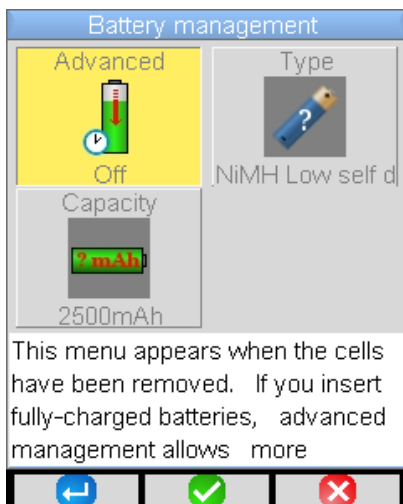 Battery management
Advanced
Type
?
Off
NiMH Low self d
Capacity
? mAh
2500mAh
This menu appears when the cells
have been removed. If you insert
fully-charged batteries, advanced
management allows more